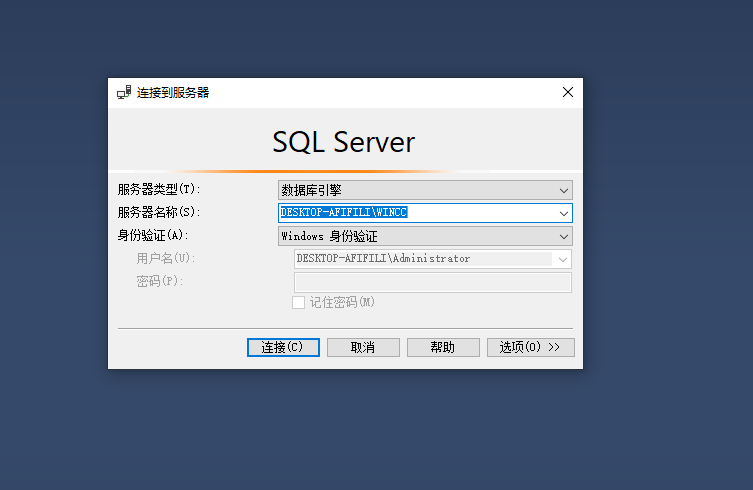 连接到服务器
SQL Server
服务器类型(T): 数据库引擎
服务器名称(S): DESKTOP-AFIFILI\WINCC
身份验证(A): Windows 身份验证
用户名(U): DESKTOP-AFIFILI\Administrator
密码(P):
记住密码(M)
连接(C) 取消 帮助 选项(O) >>